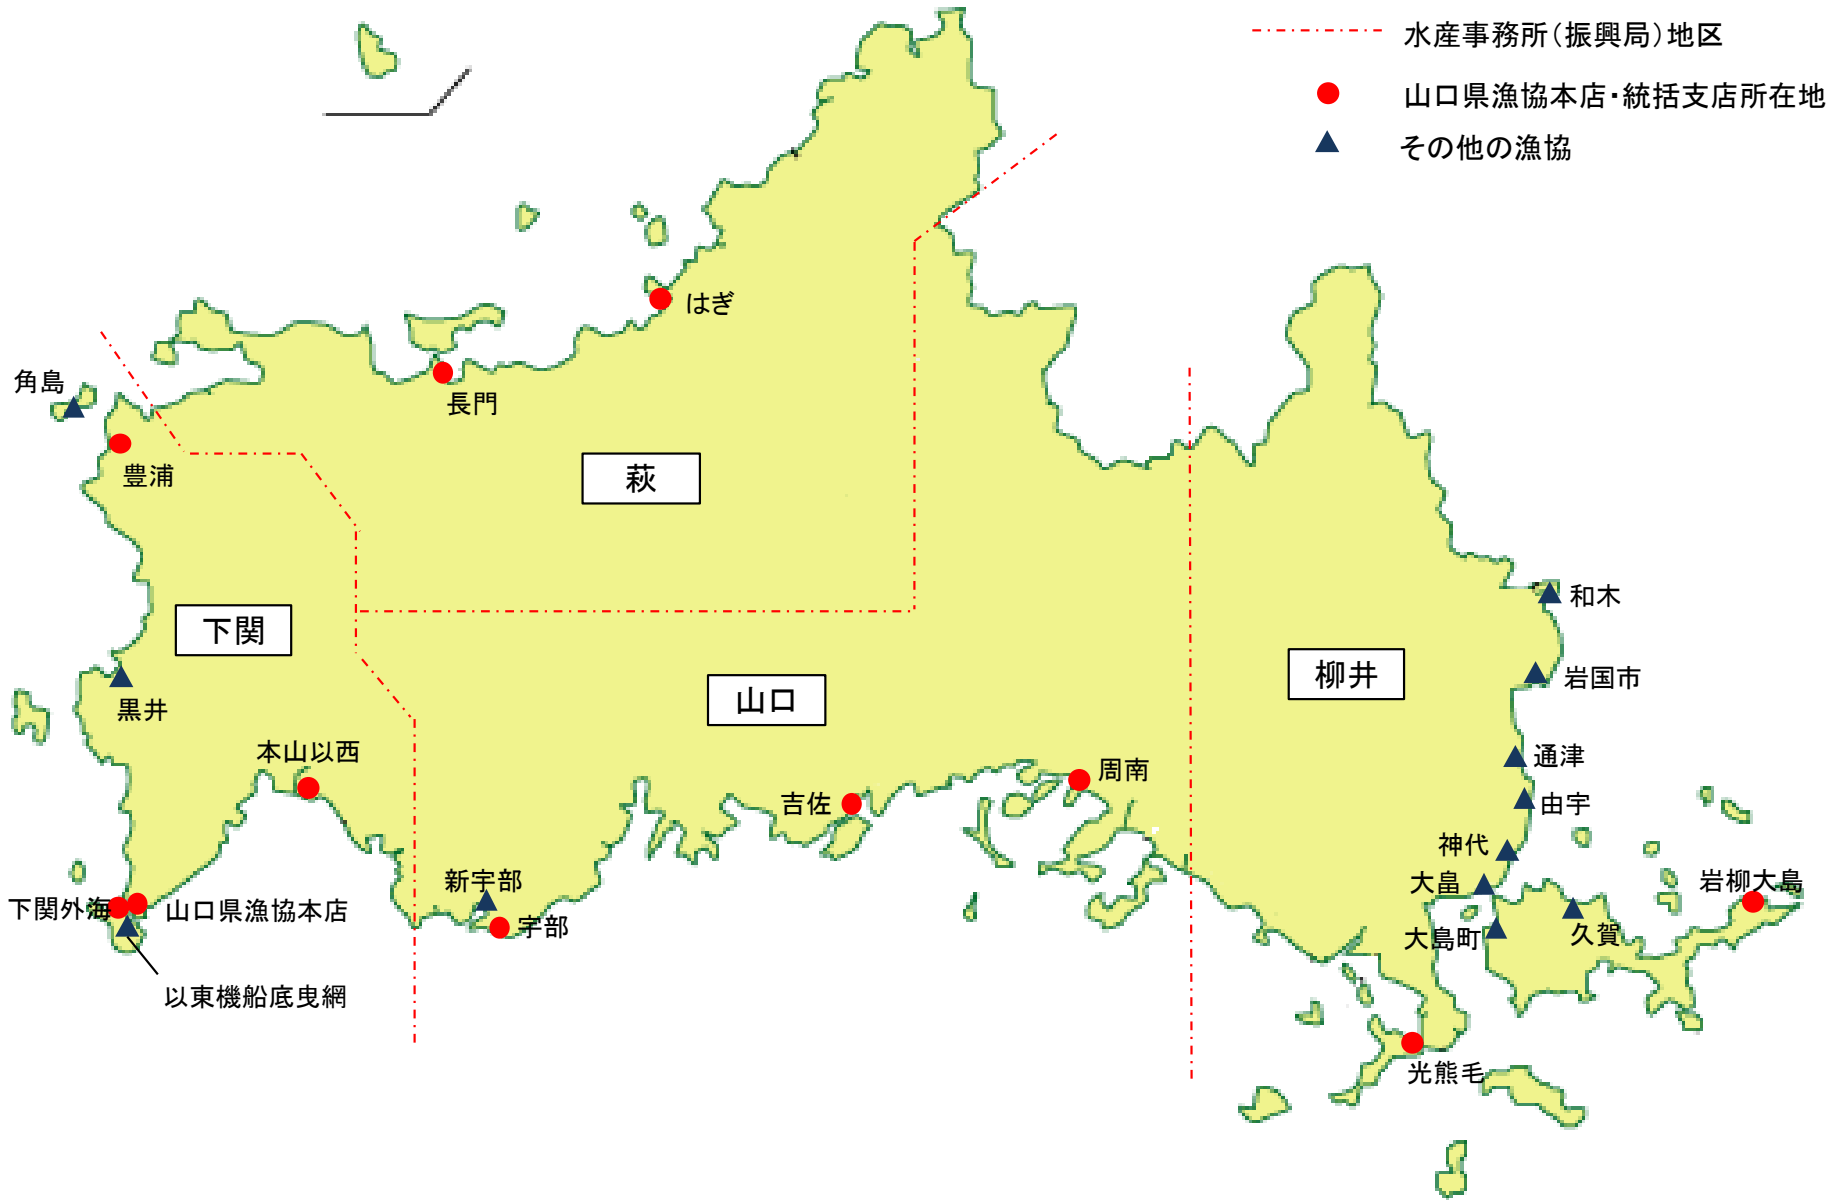 水産事務所(振興局)地区
山口県漁協本店・統括支店所在地
その他の漁協
はぎ
角島
長門
豊浦
萩
和木
下関
岩国市
柳井
山口
黒井
本山以西
通津
周南
由宇
吉佐
神代
新宇部
大畠
岩柳大島
下関外海
山口県漁協本店
宇部
大島町
久賀
以東機船底曳網
光熊毛